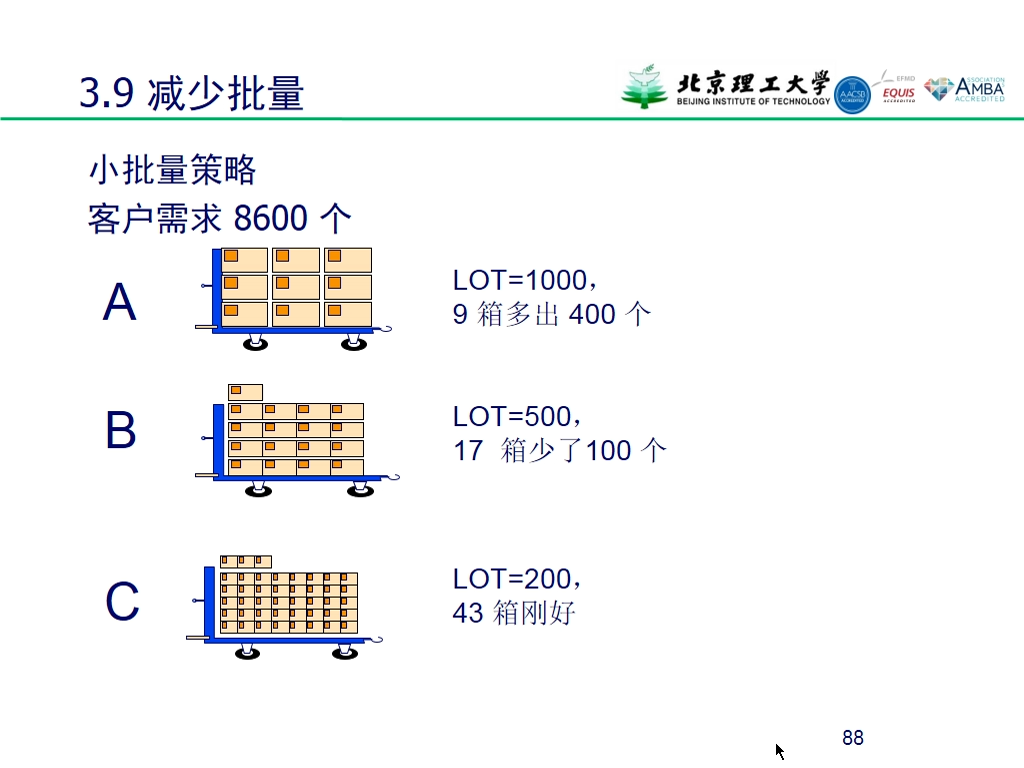 3.9 减少批量
北京理工大学
BEIJING INSTITUTE OF TECHNOLOGY
AACSB
ACCREDITED
EFMD
EQUIS
ACCREDITED
ASSOCIATION
AMBA
ACCREDITED
小批量策略
客户需求 8600 个
A
LOT=1000，
9 箱多出 400 个
B
LOT=500，
17 箱少了100 个
C
LOT=200，
43 箱刚好
88